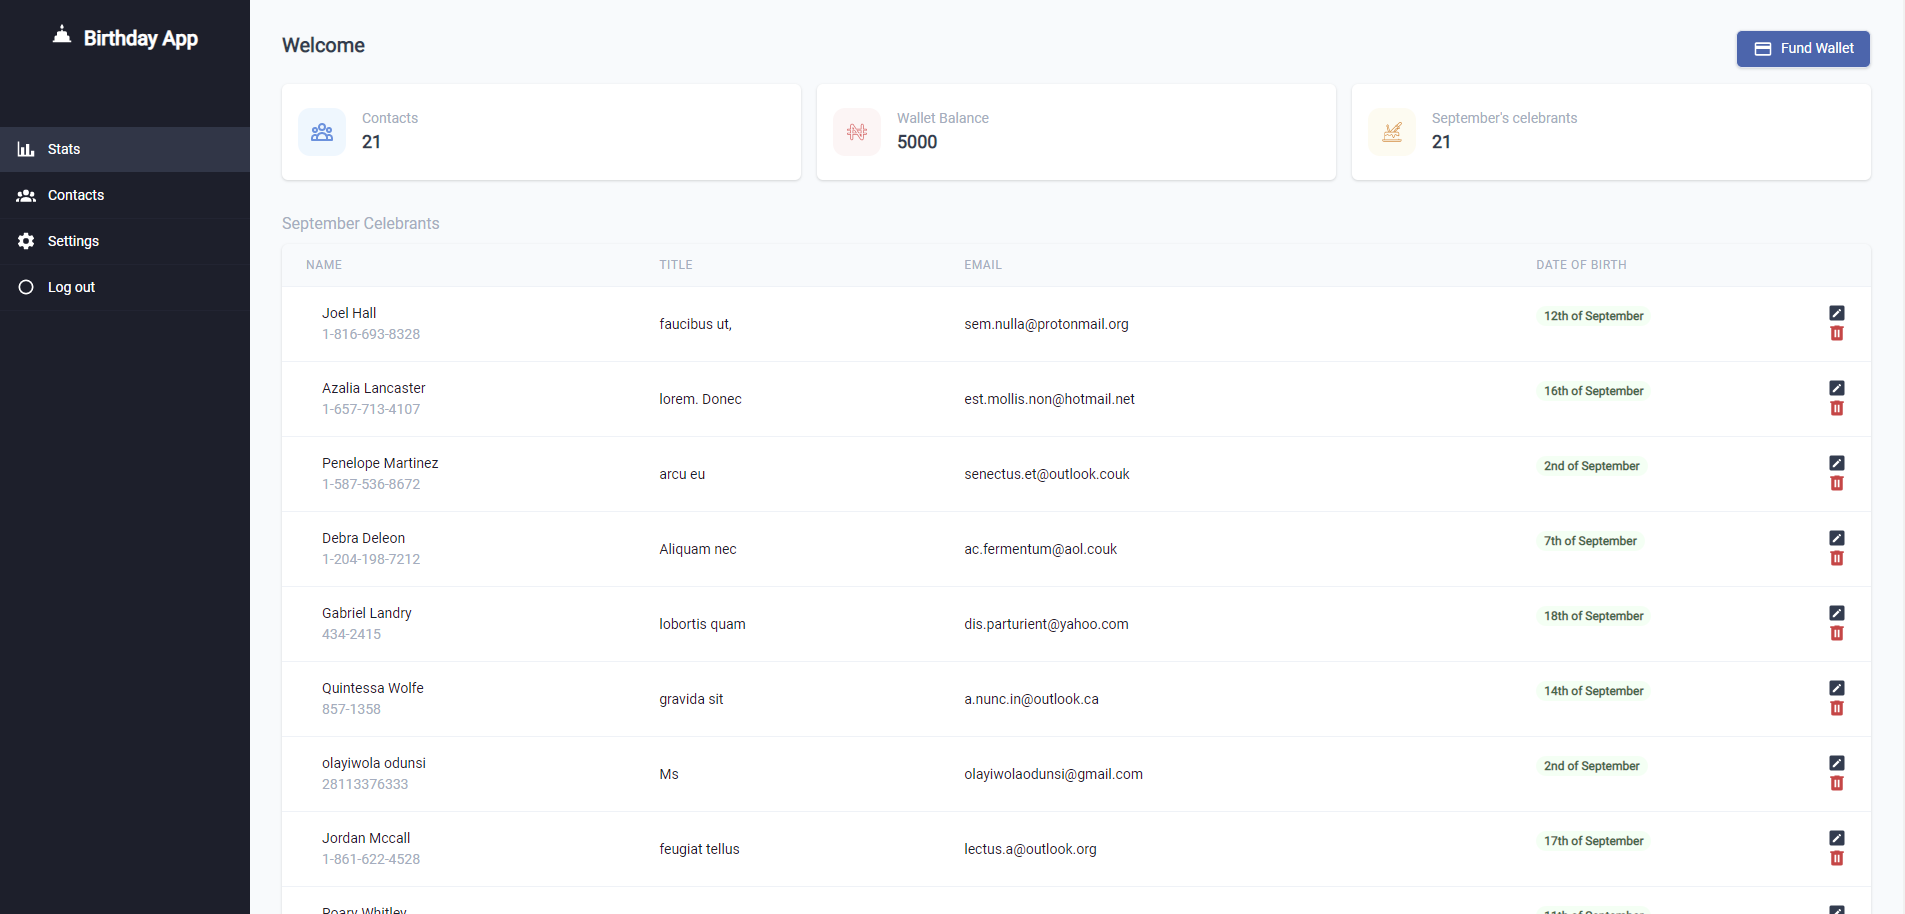 Birthday App
Stats
Contacts
Settings
Log out
Welcome
Fund Wallet
Contacts
21
Wallet Balance
5000
September's celebrants
21
September Celebrants
NAME TITLE EMAIL DATE OF BIRTH
Joel Hall
1-816-693-8328
faucibus ut,
sem.nulla@protonmail.org
12th of September
Azalia Lancaster
1-657-713-4107
lorem. Donec
est.mollis.non@hotmail.net
16th of September
Penelope Martinez
1-587-536-8672
arcu eu
senectus.et@outlook.couk
2nd of September
Debra Deleon
1-204-198-7212
Aliquam nec
ac.fermentum@aol.couk
7th of September
Gabriel Landry
434-2415
lobortis quam
dis.parturient@yahoo.com
18th of September
Quintessa Wolfe
857-1358
gravida sit
a.nunc.in@outlook.ca
14th of September
olayiwola odunsi
28113376333
Ms
olayiwolaodunsi@gmail.com
2nd of September
Jordan Mccall
1-861-622-4528
feugiat tellus
lectus.a@outlook.org
17th of September
Whitley
11th of September